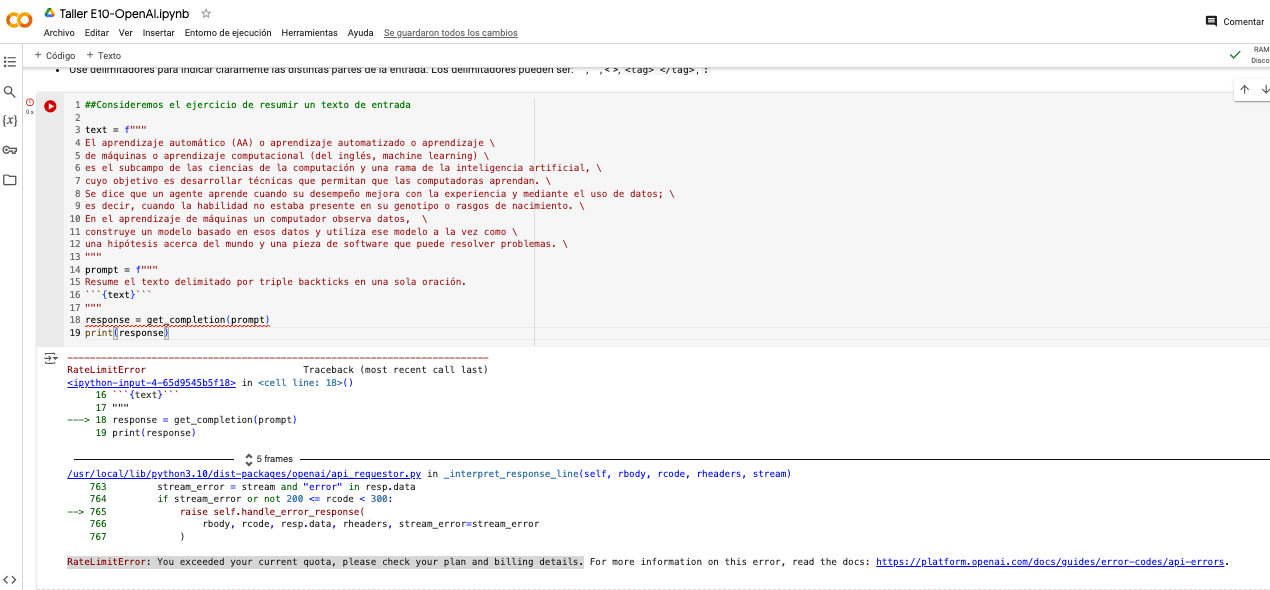 Taller E10-OpenAI.ipynb
Comentar
Archivo Editar Ver Insertar Entorno de ejecución Herramientas Ayuda Se guardaron todos los cambios
+ Código + Texto
RAM
Disco
Use delimitadores para indicar claramente las distintas partes de la entrada. Los delimitadores pueden ser: , , < >, <tag> </tag>, :
{x}
0 s
1 ##Consideremos el ejercicio de resumir un texto de entrada
2
3 text = f"""
4 El aprendizaje automático (AA) o aprendizaje automatizado o aprendizaje \
5 de máquinas o aprendizaje computacional (del inglés, machine learning) \
6 es el subcampo de las ciencias de la computación y una rama de la inteligencia artificial, \
7 cuyo objetivo es desarrollar técnicas que permitan que las computadoras aprendan. \
8 Se dice que un agente aprende cuando su desempeño mejora con la experiencia y mediante el uso de datos; \
9 es decir, cuando la habilidad no estaba presente en su genotipo o rasgos de nacimiento. \
10 En el aprendizaje de máquinas un computador observa datos,  \
11 construye un modelo basado en esos datos y utiliza ese modelo a la vez como \
12 una hipótesis acerca del mundo y una pieza de software que puede resolver problemas. \
13 """
14 prompt = f"""
15 Resume el texto delimitado por triple backticks en una sola oración.
16 ```{text}```
17 """
18 response = get_completion(prompt)
19 print(response)
---------------------------------------------------------------------------
RateLimitError Traceback (most recent call last)
<ipython-input-4-65d9545b5f18> in <cell line: 18>()
16 ```{text}```
17 """
---> 18 response = get_completion(prompt)
19 print(response)
5 frames
/usr/local/lib/python3.10/dist-packages/openai/api_requestor.py in _interpret_response_line(self, rbody, rcode, rheaders, stream)
763 stream_error = stream and "error" in resp.data
764 if stream_error or not 200 <= rcode < 300:
--> 765 raise self.handle_error_response(
766 rbody, rcode, resp.data, rheaders, stream_error=stream_error
767 )
RateLimitError: You exceeded your current quota, please check your plan and billing details. For more information on this error, read the docs: https://platform.openai.com/docs/guides/error-codes/api-errors.